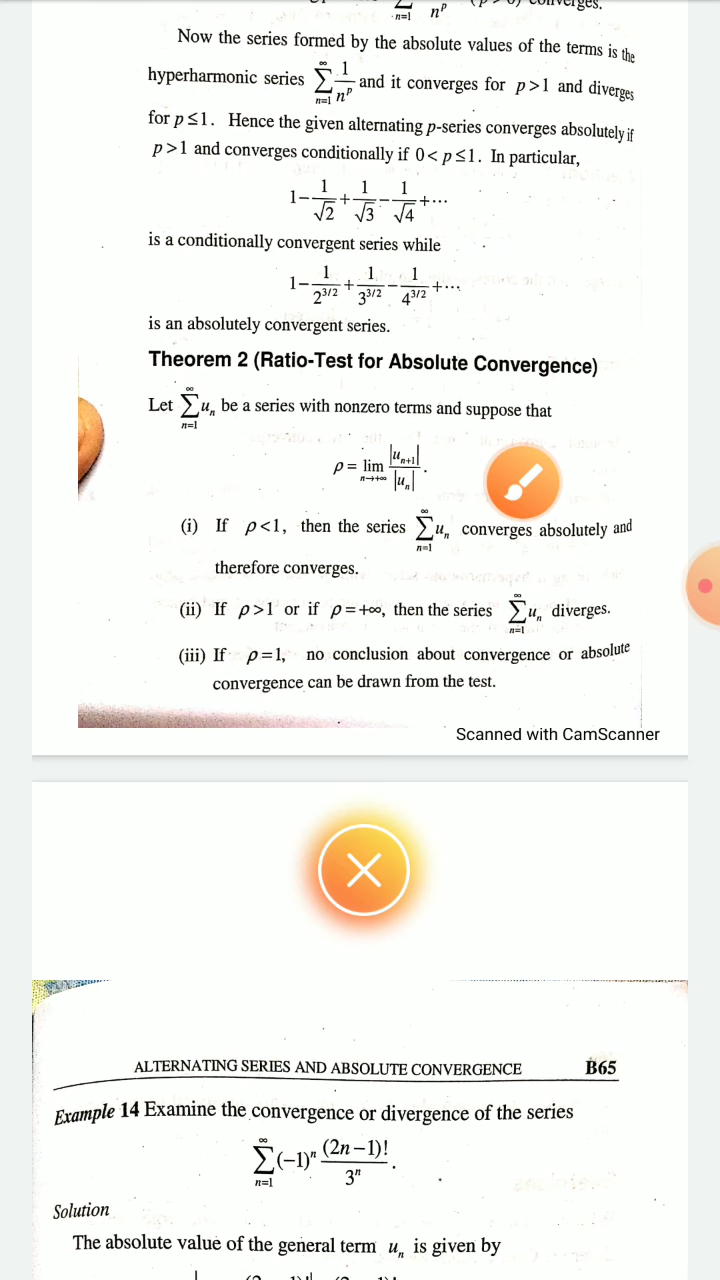 ∑ n=1 n^p (p > 0) converges.
Now the series formed by the absolute values of the terms is the
hyperharmonic series ∑_{n=1}^{∞} 1/n^p and it converges for p>1 and diverges
for p≤1. Hence the given alternating p-series converges absolutely if
p>1 and converges conditionally if 0<p≤1. In particular,
1−1/√2+1/√3−1/√4+⋯
is a conditionally convergent series while
1−1/2^{3/2}+1/3^{3/2}−1/4^{3/2}+⋯
is an absolutely convergent series.
Theorem 2 (Ratio-Test for Absolute Convergence)
Let ∑_{n=1}^{∞} u_n be a series with nonzero terms and suppose that
ρ= lim_{n→+∞} |u_{n+1}|/|u_n|.
(i) If ρ<1, then the series ∑_{n=1}^{∞} u_n converges absolutely and
therefore converges.
(ii) If ρ>1 or if ρ=+∞, then the series ∑_{n=1}^{∞} u_n diverges.
(iii) If ρ=1, no conclusion about convergence or absolute
convergence can be drawn from the test.
Scanned with CamScanner
ALTERNATING SERIES AND ABSOLUTE CONVERGENCE B65
Example 14 Examine the convergence or divergence of the series
∑_{n=1}^{∞} (−1)^n (2n−1)!/3^n.
Solution
The absolute value of the general term u_n is given by